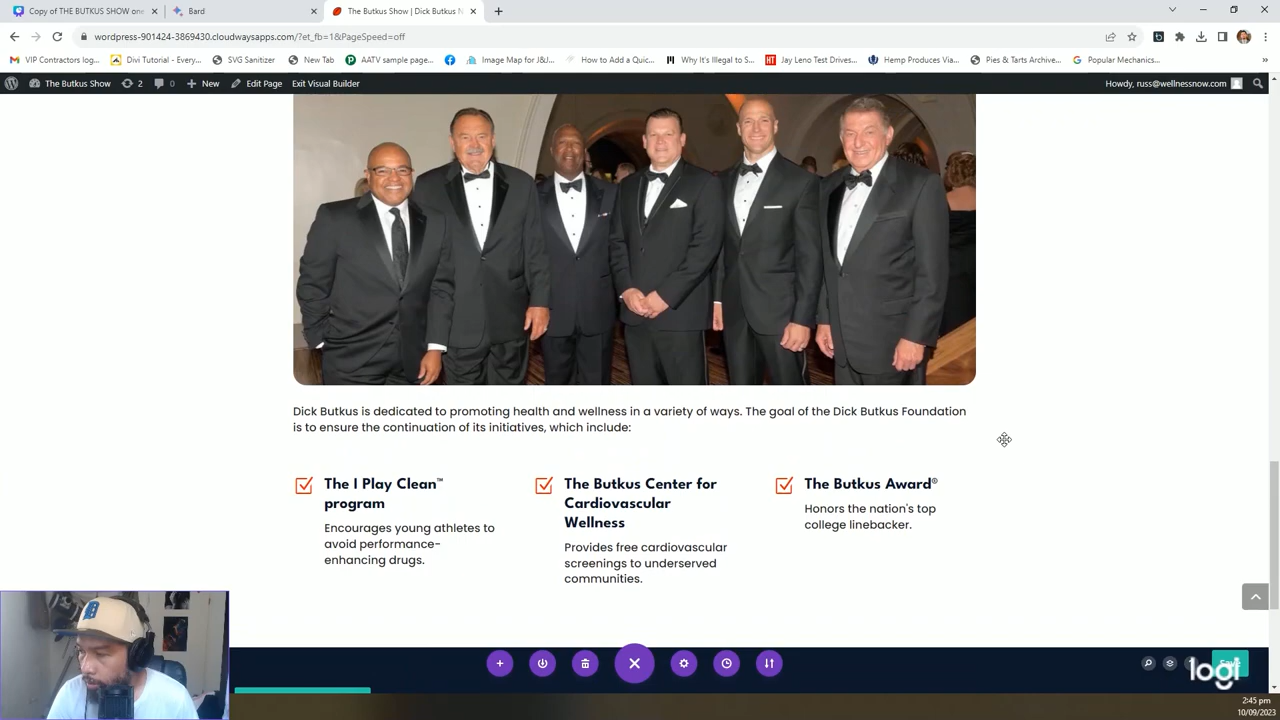 Copy of THE BUTKUS SHOW one
Bard
The Butkus Show | Dick Butkus N
wordpress-901424-3869430.cloudwaysapps.com/?et_fb=1&PageSpeed=off
VIP Contractors log...
Divi Tutorial - Every...
SVG Sanitizer
New Tab
AATV sample page...
Image Map for J&J...
How to Add a Quic...
Why It's Illegal to S...
Jay Leno Test Drives...
Hemp Produces Via...
Pies & Tarts Archive...
Popular Mechanics...
The Butkus Show
2
0
New
Edit Page
Exit Visual Builder
Howdy, russ@wellnessnow.com
Dick Butkus is dedicated to promoting health and wellness in a variety of ways. The goal of the Dick Butkus Foundation
is to ensure the continuation of its initiatives, which include:
The I Play Clean™
program
Encourages young athletes to
avoid performance-
enhancing drugs.
The Butkus Center for
Cardiovascular
Wellness
Provides free cardiovascular
screenings to underserved
communities.
The Butkus Award®
Honors the nation's top
college linebacker.
logi
2:45 pm
10/09/2023